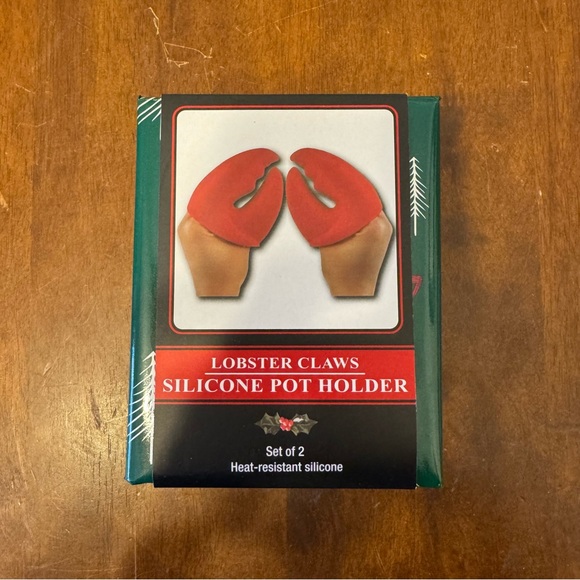 LOBSTER CLAWS
SILICONE POT HOLDER
Set of 2
Heat-resistant silicone